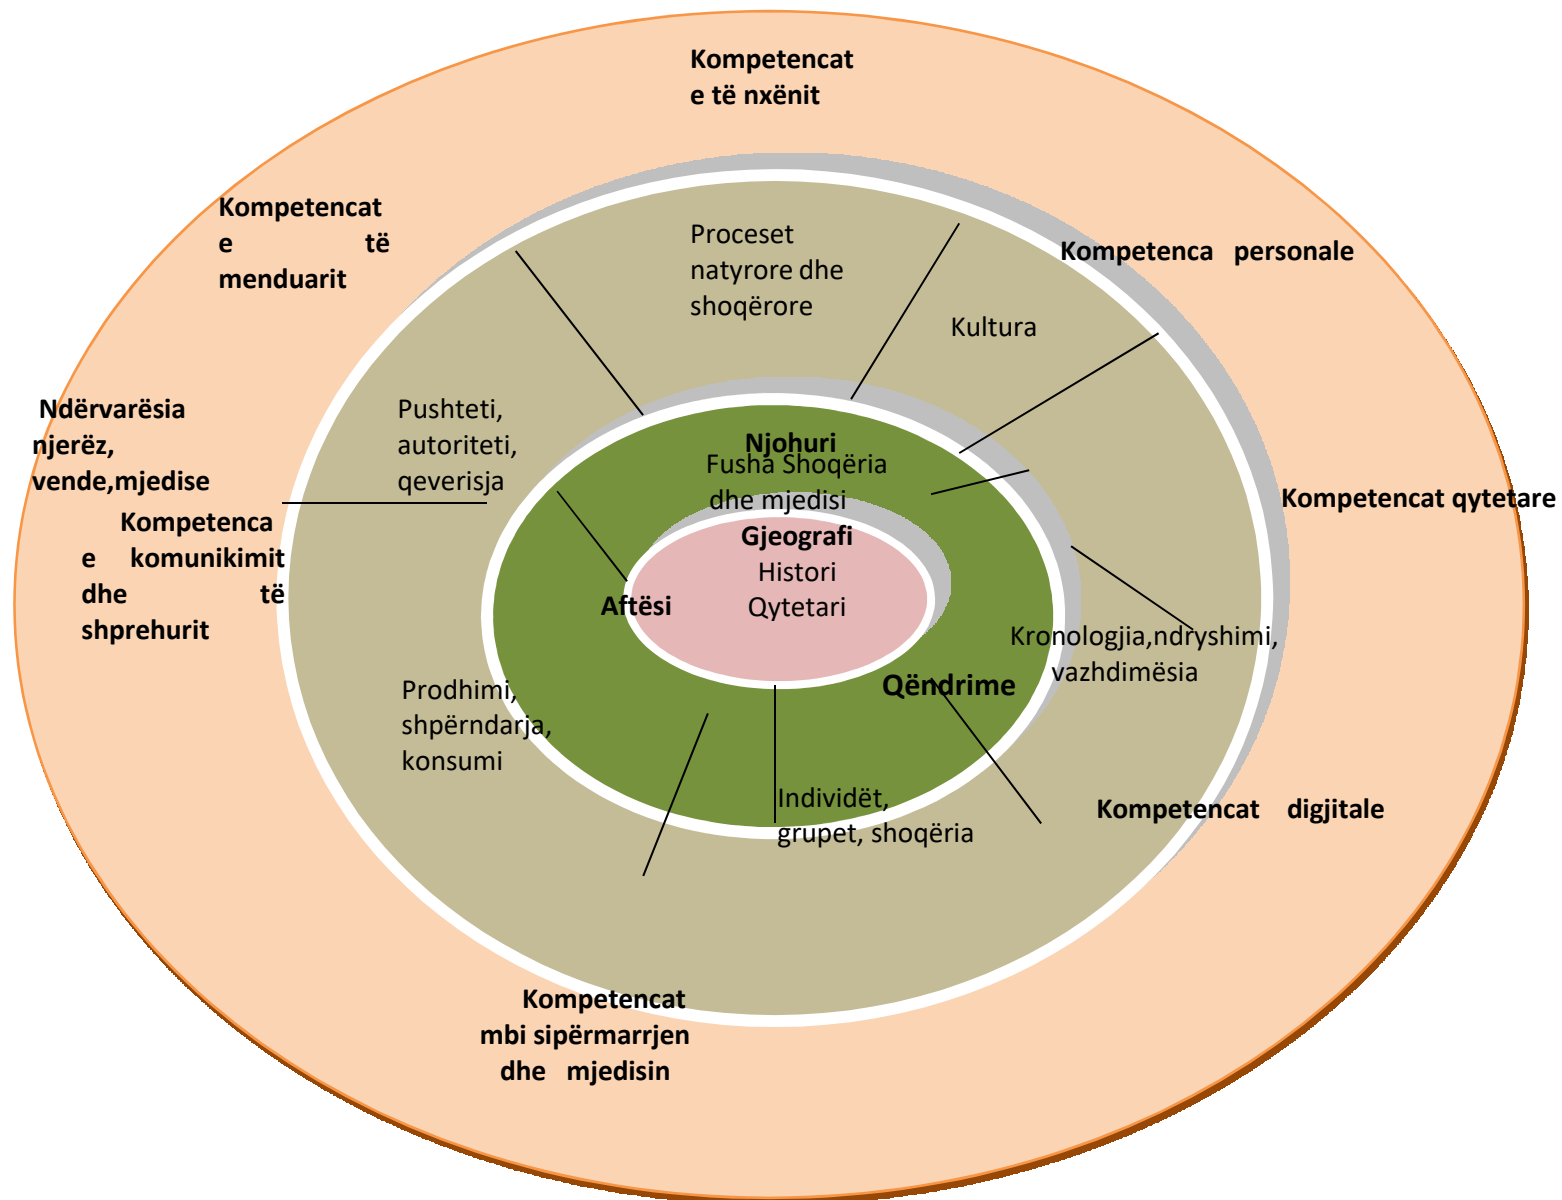 Kompetencat
e të nxënit
Kompetencat
e të
menduarit
Proceset
natyrore dhe
shoqërore
Kompetenca personale
Kultura
Ndërvarësia
njerëz,
vende,mjedise
Pushteti,
autoriteti,
qeverisja
Njohuri
Fusha Shoqëria
dhe mjedisi
Kompetencat qytetare
Kompetenca
e komunikimit
dhe të
shprehurit
Gjeografi
Histori
Qytetari
Aftësi
Kronologjia,ndryshimi,
vazhdimësia
Qëndrime
Prodhimi,
shpërndarja,
konsumi
Individët,
grupet, shoqëria
Kompetencat digjitale
Kompetencat
mbi sipërmarrjen
dhe mjedisin